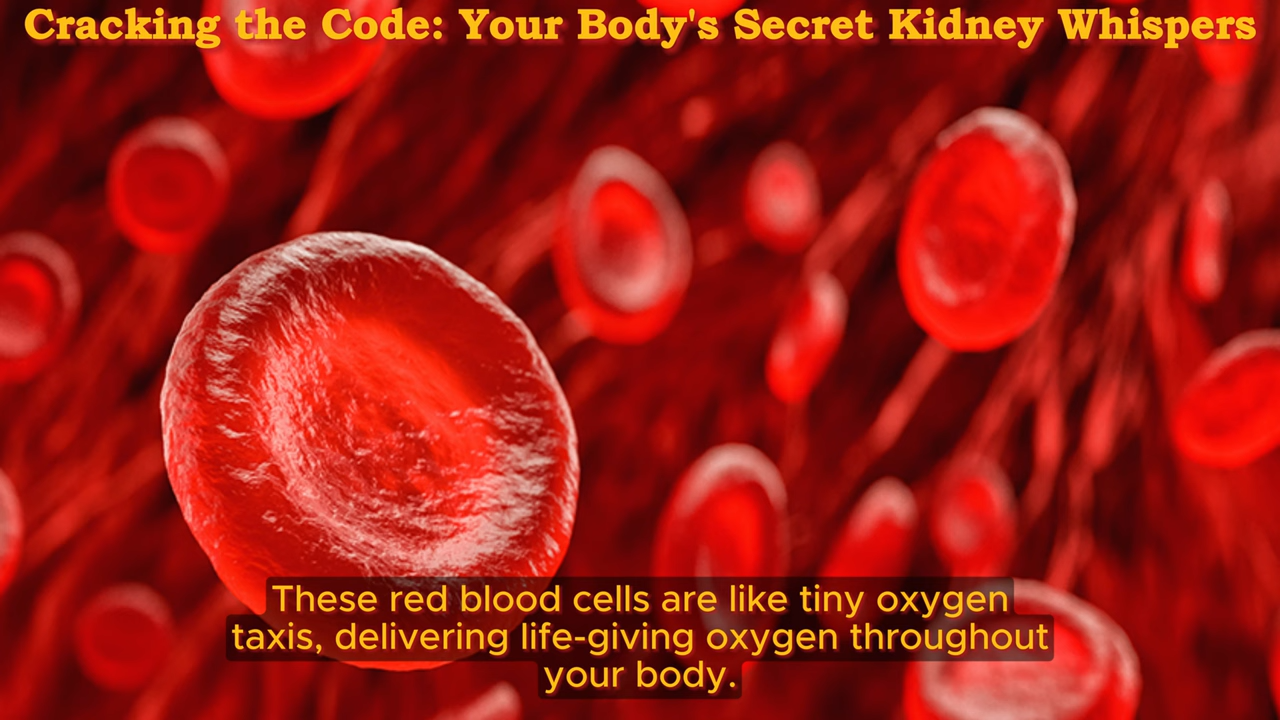 Cracking the Code: Your Body's Secret Kidney Whispers
These red blood cells are like tiny oxygen
taxis, delivering life-giving oxygen throughout
your body.